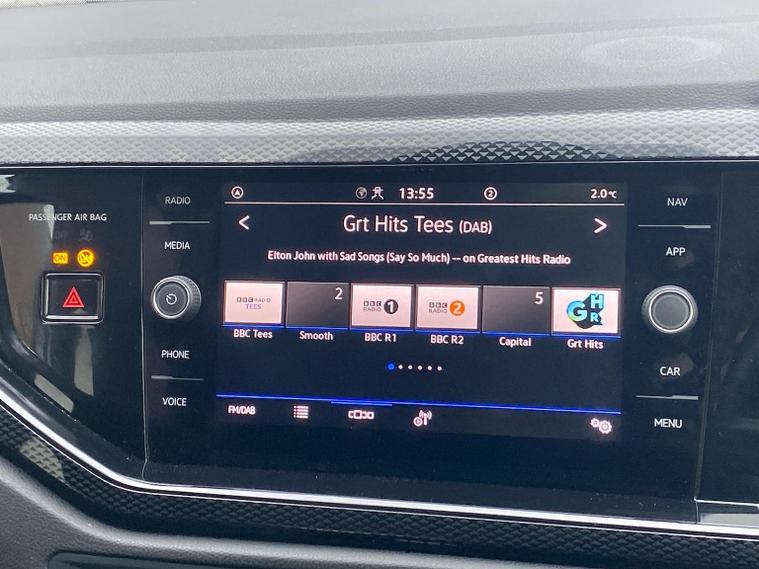 PASSENGER AIR BAG
OFF
ON
RADIO
MEDIA
PHONE
VOICE
13:55
2
2.0°C
< Grt Hits Tees (DAB) >
Elton John with Sad Songs (Say So Much) -- on Greatest Hits Radio
BBC RADIO TEES
2
BBC RADIO 1
BBC RADIO 2
5
GHR
BBC Tees
Smooth
BBC R1
BBC R2
Capital
Grt Hits
FM/DAB
NAV
APP
CAR
MENU